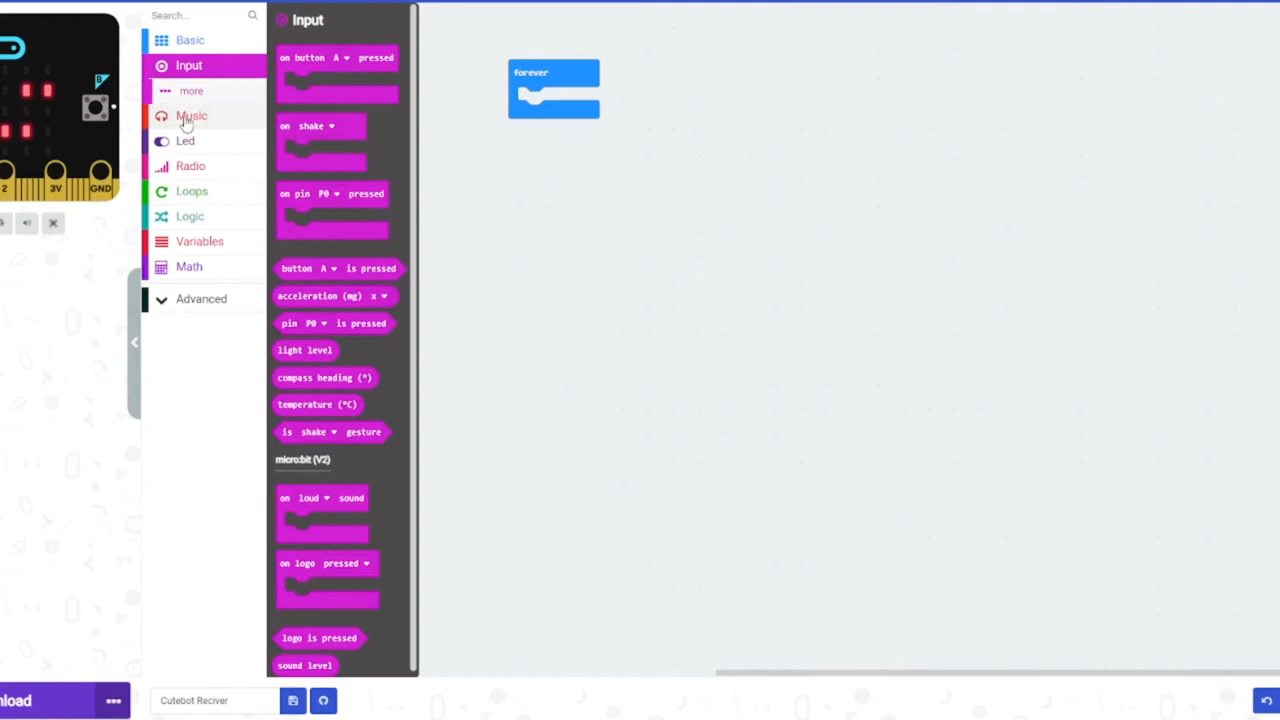 Search...
Basic
Input
more
Music
Led
Radio
Loops
Logic
Variables
Math
Advanced
Input
on button A pressed
on shake
on pin P0 pressed
button A is pressed
acceleration (mg) x
pin P0 is pressed
light level
compass heading (°)
temperature (°C)
is shake gesture
micro:bit (V2)
on loud sound
on logo pressed
logo is pressed
sound level
forever
B
2
3V
GND
nload
Cutebot Reciver